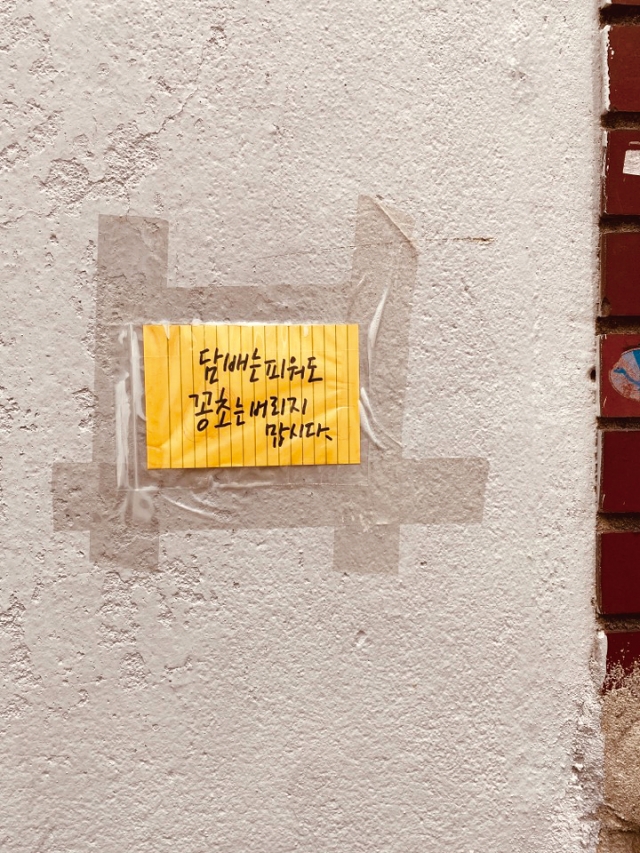 담배는 피워도
꽁초는 버리지
맙시다.